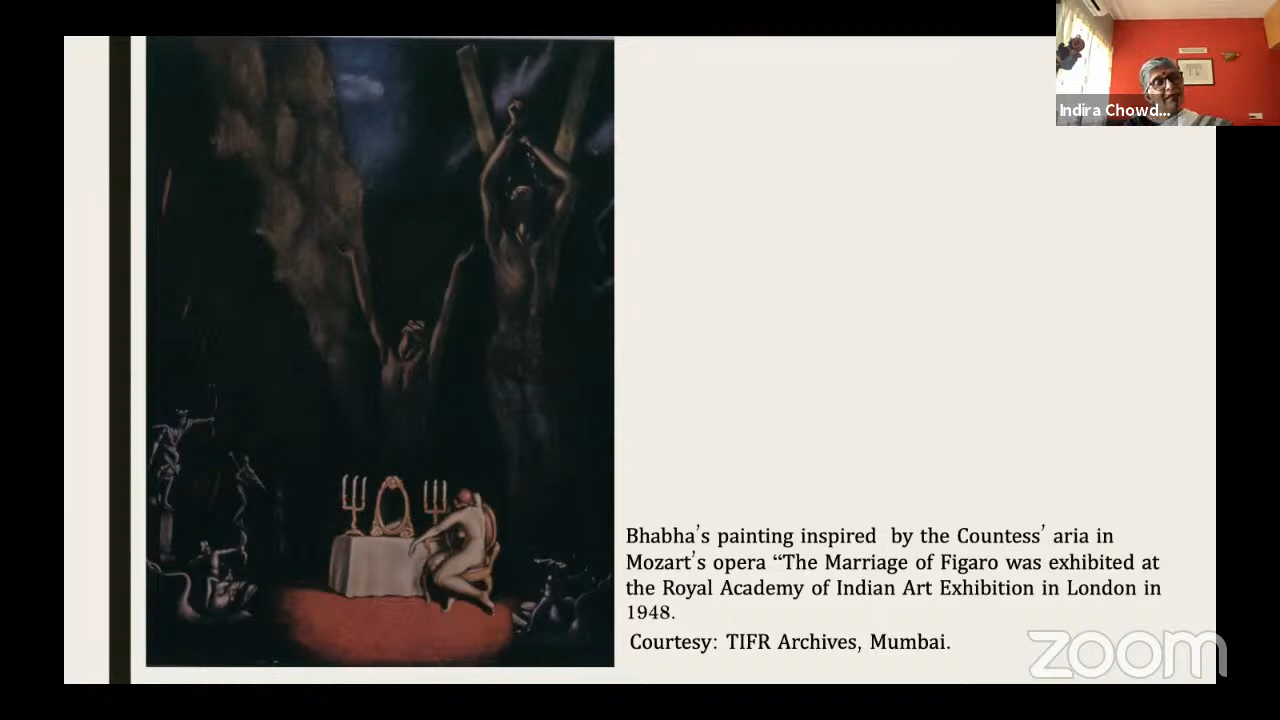 Indira Chowd...
Bhabha's painting inspired by the Countess' aria in
Mozart's opera “The Marriage of Figaro was exhibited at
the Royal Academy of Indian Art Exhibition in London in
1948.
Courtesy: TIFR Archives, Mumbai.
zoom